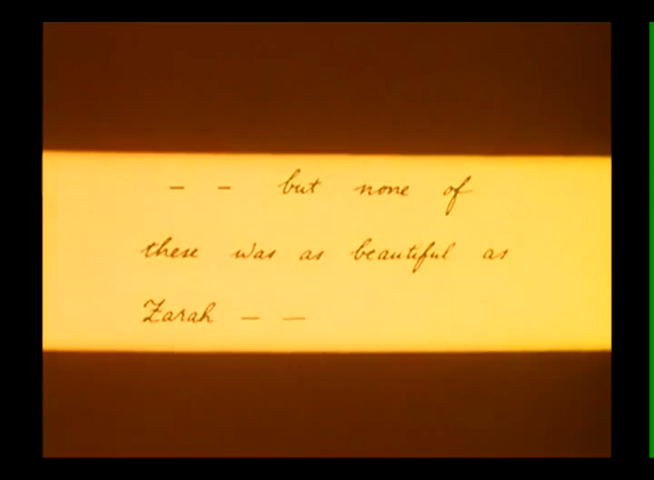 – – but none of
these was as beautiful as
Zarah – –